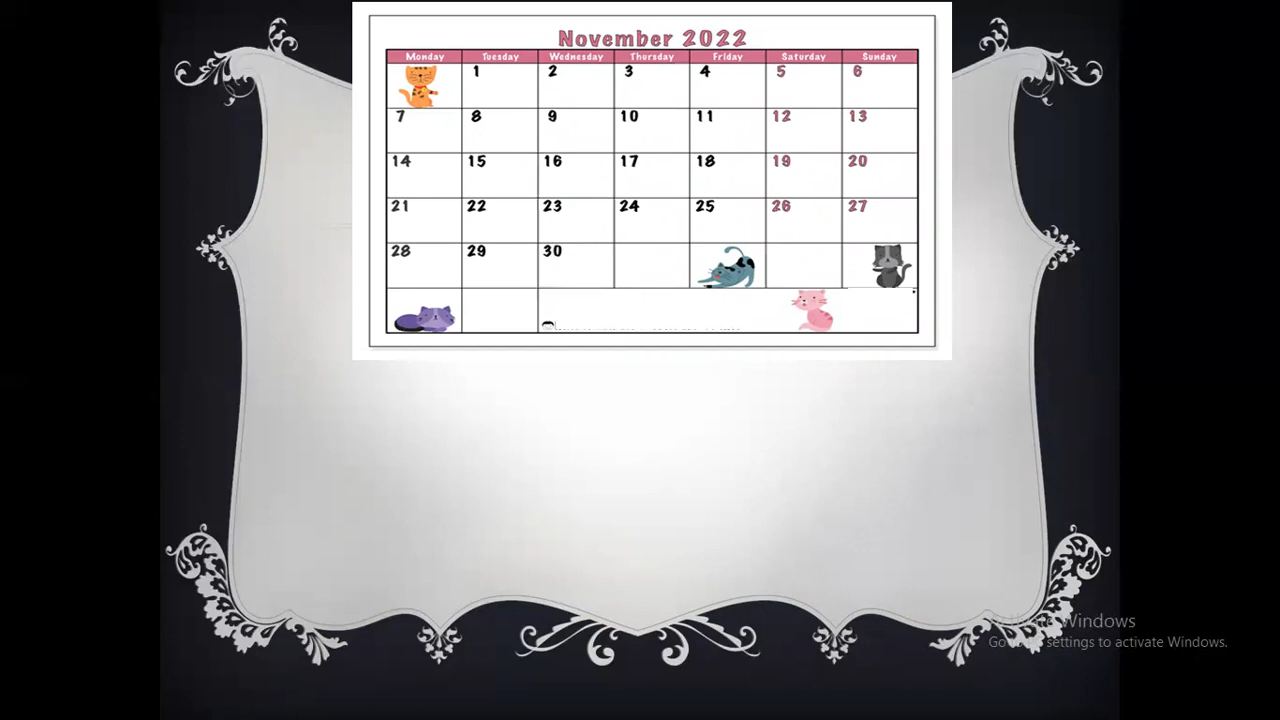 November 2022
Monday Tuesday Wednesday Thursday Friday Saturday Sunday
1 2 3 4 5 6
7 8 9 10 11 12 13
14 15 16 17 18 19 20
21 22 23 24 25 26 27
28 29 30
Windows
settings to activate Windows.